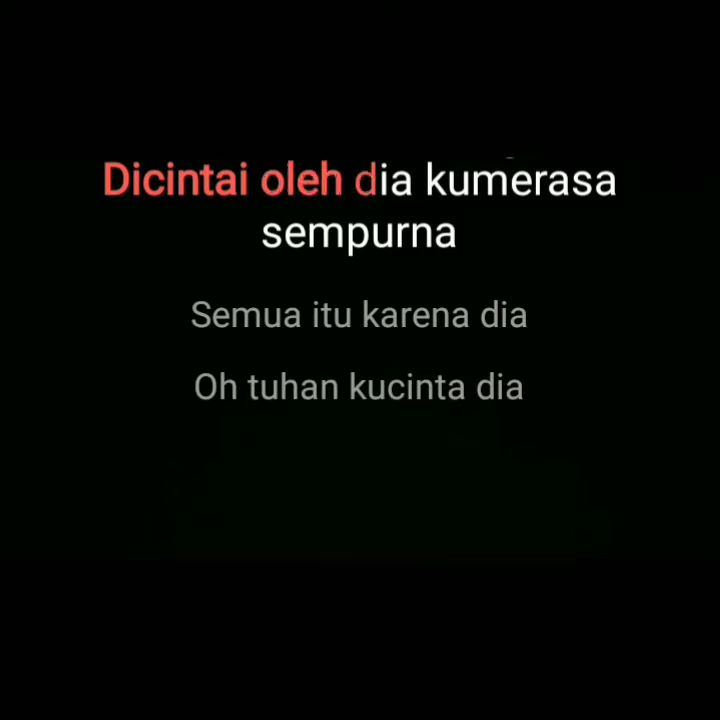 Dicintai oleh dia kumerasa
sempurna
Semua itu karena dia
Oh tuhan kucinta dia